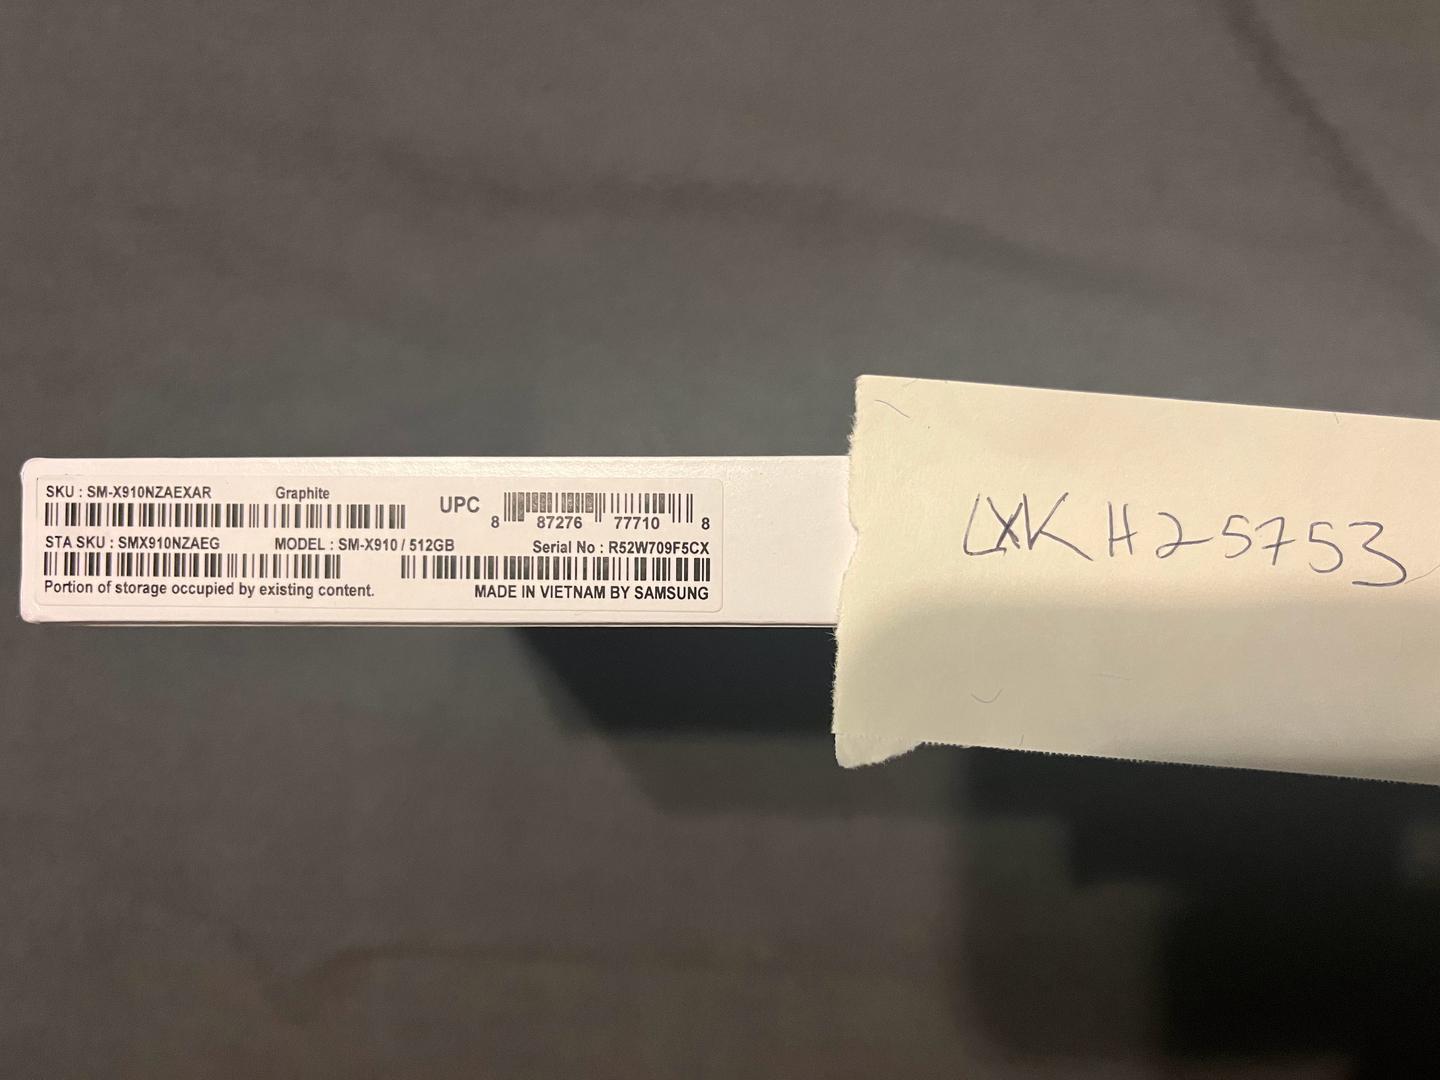 SKU : SM-X910NZAEXAR Graphite
UPC 8 87276 77710 8
STA SKU : SMX910NZAEG MODEL : SM-X910 / 512GB Serial No : R52W709F5CX
Portion of storage occupied by existing content. MADE IN VIETNAM BY SAMSUNG
LXK H25753